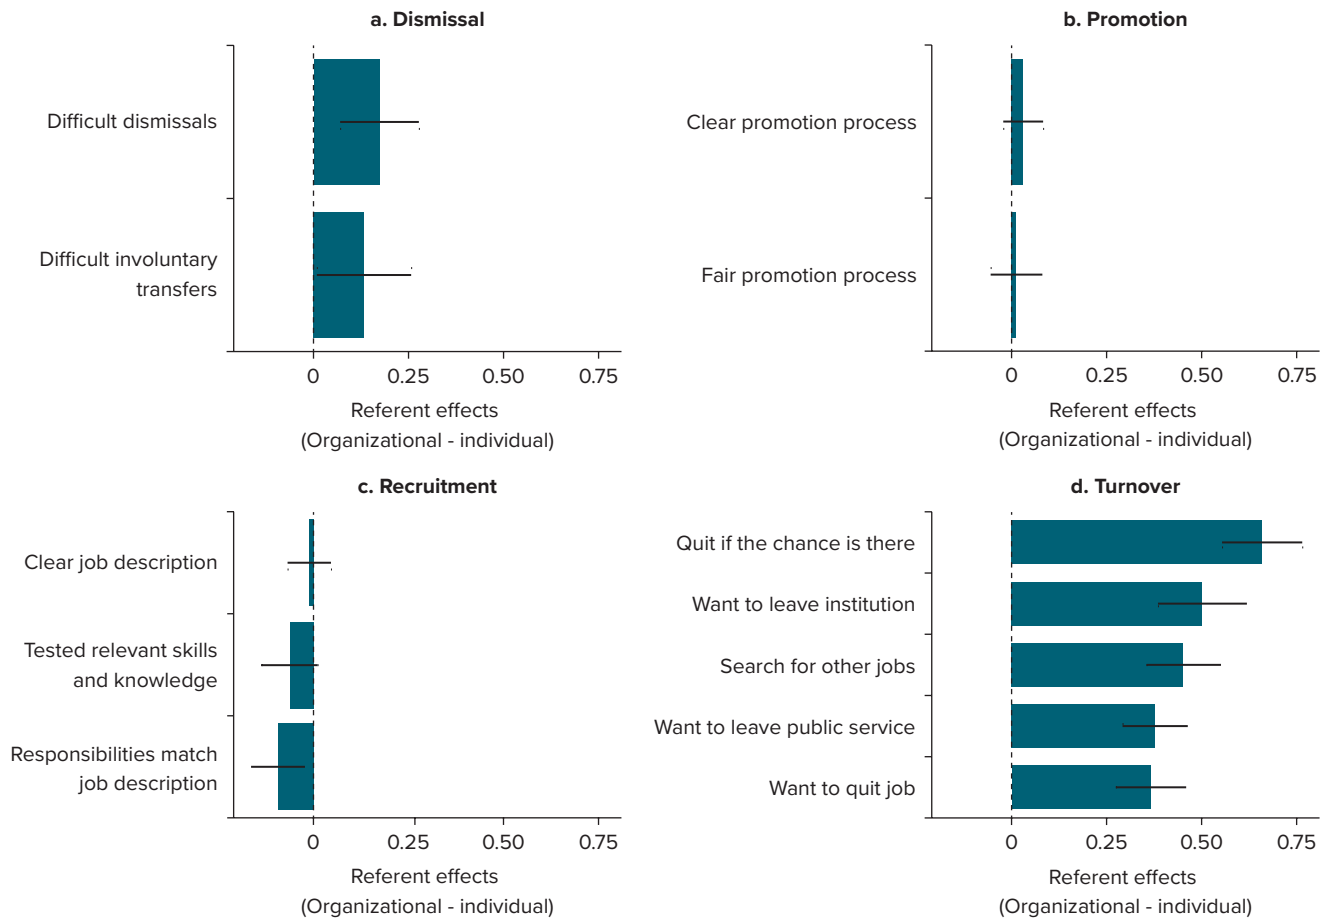 a. Dismissal
Difficult dismissals
Difficult involuntary
transfers
0 0.25 0.50 0.75
Referent effects
(Organizational - individual)
b. Promotion
Clear promotion process
Fair promotion process
0 0.25 0.50 0.75
Referent effects
(Organizational - individual)
c. Recruitment
Clear job description
Tested relevant skills
and knowledge
Responsibilities match
job description
0 0.25 0.50 0.75
Referent effects
(Organizational - individual)
d. Turnover
Quit if the chance is there
Want to leave institution
Search for other jobs
Want to leave public service
Want to quit job
0 0.25 0.50 0.75
Referent effects
(Organizational - individual)